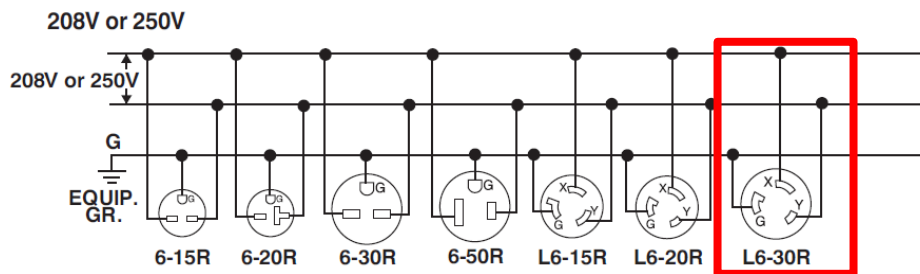 208V or 250V
208V or 250V
G
EQUIP.
GR.
G
G
G
G
X
G
Y
X
G
Y
X
G
Y
6-15R
6-20R
6-30R
6-50R
L6-15R
L6-20R
L6-30R